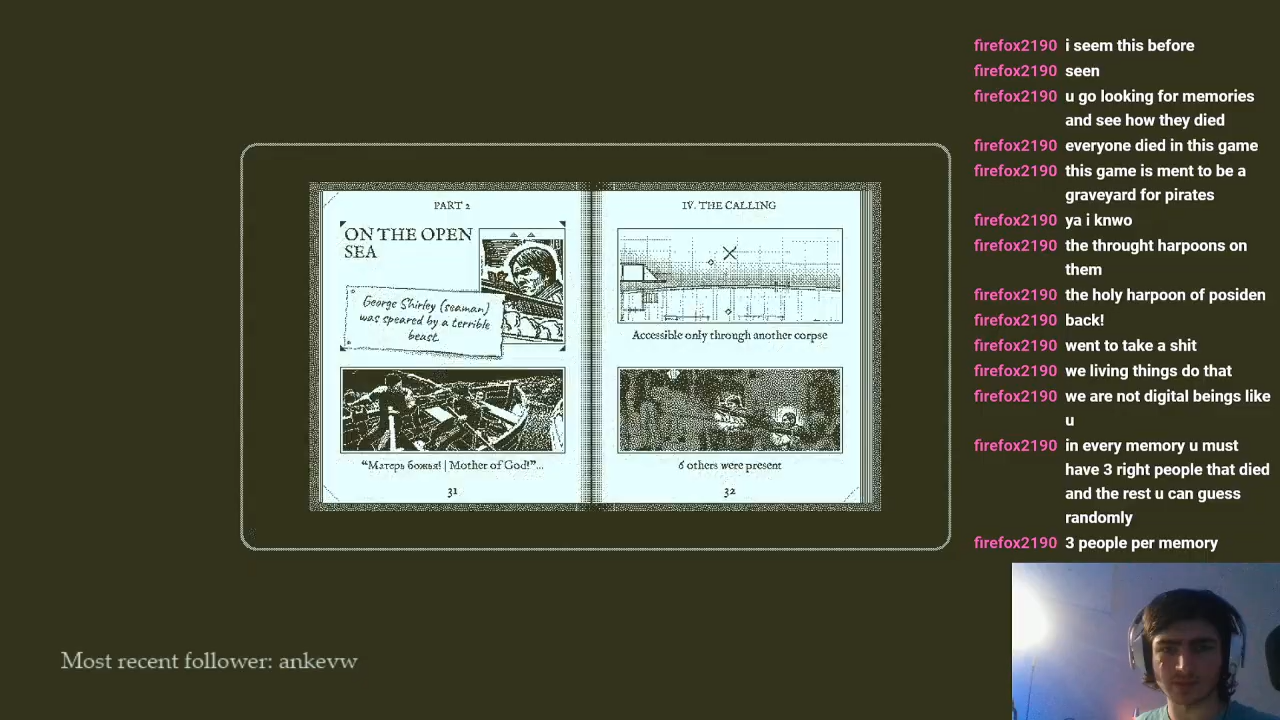 PART 2
ON THE OPEN
SEA
George Shirley (seaman)
was speared by a terrible
beast.
"Матерь божья! | Mother of God!"...
31
IV. THE CALLING
Accessible only through another corpse
6 others were present
32
Most recent follower: ankevw
firefox2190 i seem this before
firefox2190 seen
firefox2190 u go looking for memories
and see how they died
firefox2190 everyone died in this game
firefox2190 this game is ment to be a
graveyard for pirates
firefox2190 ya i knwo
firefox2190 the throught harpoons on
them
firefox2190 the holy harpoon of posiden
firefox2190 back!
firefox2190 went to take a shit
firefox2190 we living things do that
firefox2190 we are not digital beings like
u
firefox2190 in every memory u must
have 3 right people that died
and the rest u can guess
randomly
firefox2190 3 people per memory